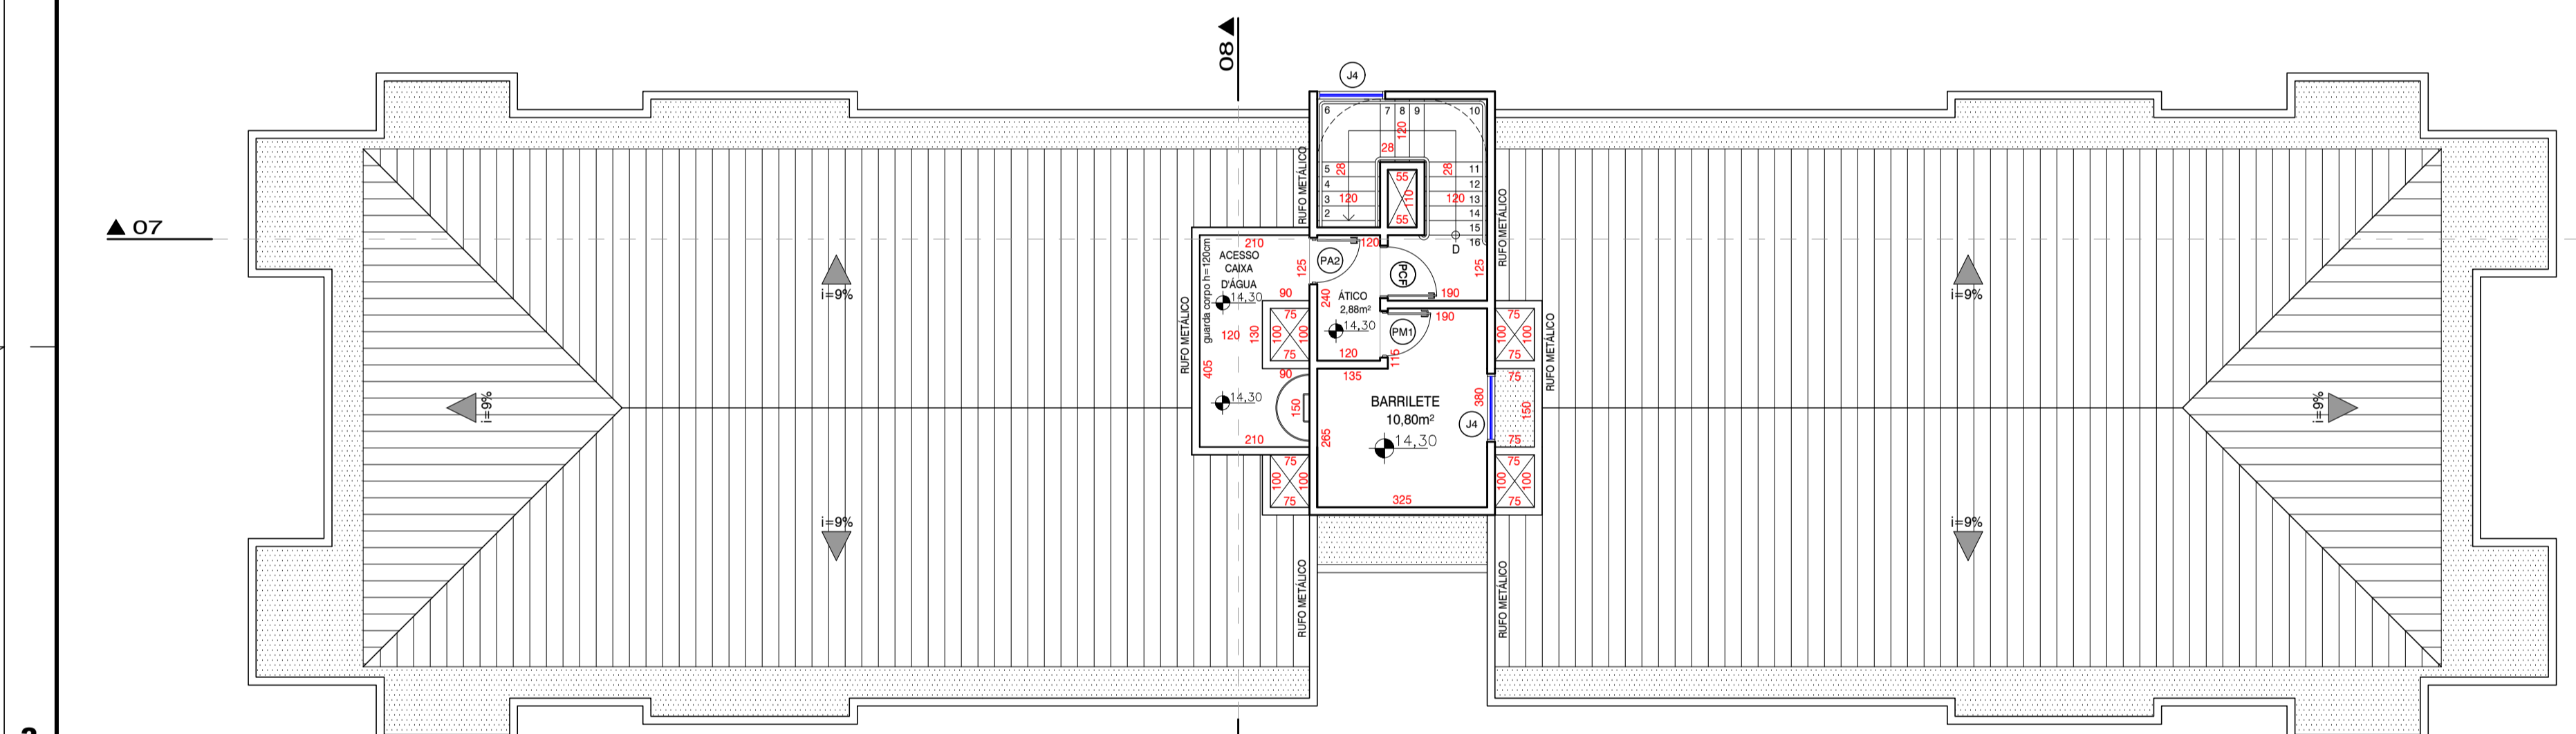 08
J4
6
7
8
9
10
120
28
RUFO METÁLICO
5
28
28
11
4
55
12
3
120
110
120
13
2
55
14
15
16
D
RUFO METÁLICO
07
210
120
guarda corpo h=120cm
ACESSO
CAIXA
D'ÁGUA
14,30
PA2
125
PCF
125
90
240
ÁTICO
2,88m²
14,30
190
i=9%
i=9%
RUFO METÁLICO
120
130
75
100
100
75
PM1
190
75
100
100
75
RUFO METÁLICO
120
115
405
90
135
75
i=9%
14,30
150
BARRILETE
10,80m²
14,30
380
J4
150
i=9%
210
265
75
75
100
100
75
325
75
100
100
75
i=9%
i=9%
RUFO METÁLICO
RUFO METÁLICO